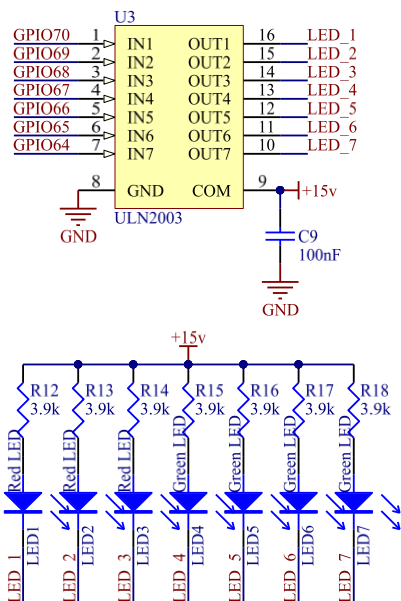 U3
GPIO70 1 IN1 OUT1 16 LED_1
GPIO69 2 IN2 OUT2 15 LED_2
GPIO68 3 IN3 OUT3 14 LED_3
GPIO67 4 IN4 OUT4 13 LED_4
GPIO66 5 IN5 OUT5 12 LED_5
GPIO65 6 IN6 OUT6 11 LED_6
GPIO64 7 IN7 OUT7 10 LED_7
8 GND COM 9 +15v
ULN2003
GND
C9
100nF
GND
+15v
R12 R13 R14 R15 R16 R17 R18
3.9k 3.9k 3.9k 3.9k 3.9k 3.9k 3.9k
Red LED Red LED Red LED Green LED Green LED Green LED Green LED
LED1 LED2 LED3 LED4 LED5 LED6 LED7
LED_1 LED_2 LED_3 LED_4 LED_5 LED_6 LED_7